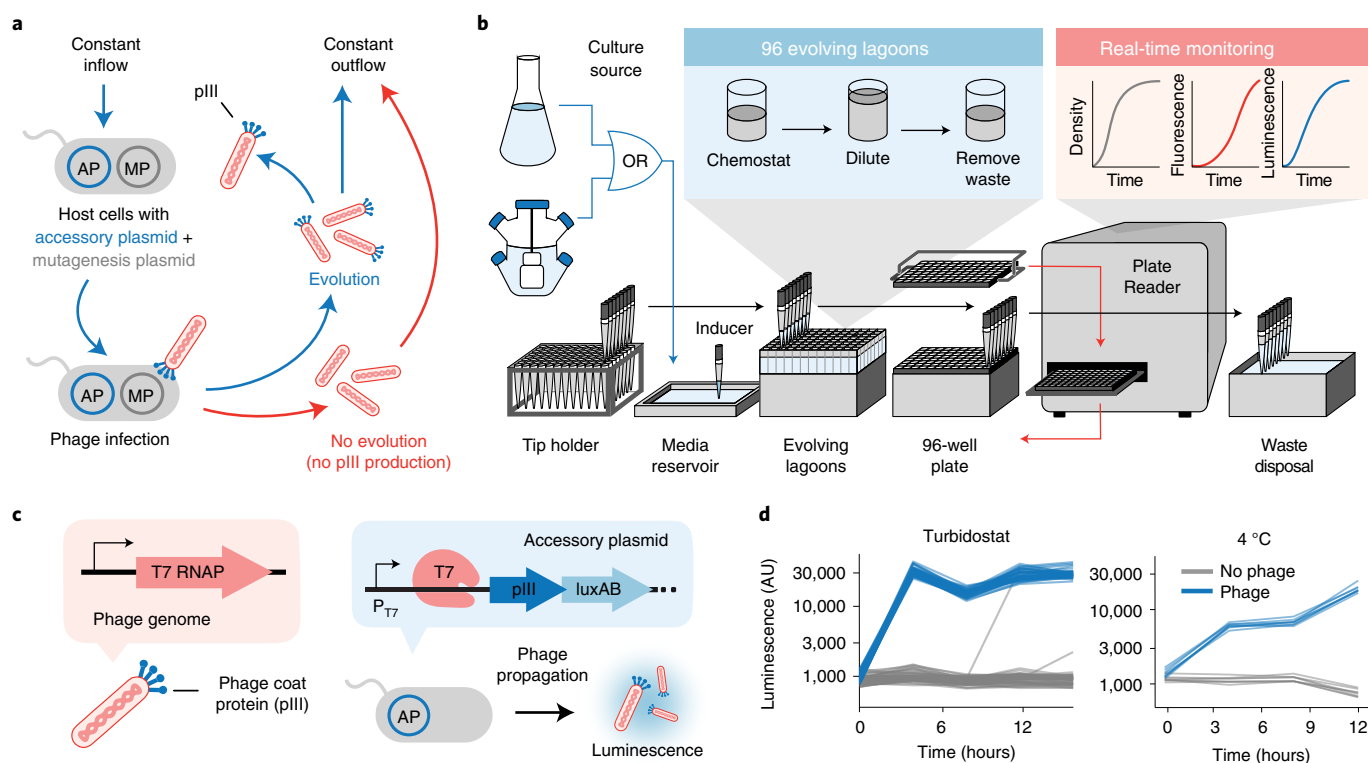 a
Constant
inflow
Constant
outflow
pIII
AP
MP
Host cells with
accessory plasmid +
mutagenesis plasmid
Evolution
AP
MP
Phage infection
No evolution
(no pIII production)
b
Culture
source
OR
96 evolving lagoons
Chemostat
Dilute
Remove
waste
Real-time monitoring
Density
Time
Fluorescence
Time
Luminescence
Time
Inducer
Plate
Reader
Tip holder
Media
reservoir
Evolving
lagoons
96-well
plate
Waste
disposal
c
T7 RNAP
Phage genome
Phage coat
protein (pIII)
Accessory plasmid
T7
pIII
luxAB
PT7
AP
Phage
propagation
Luminescence
d
Turbidostat
Luminescence (AU)
30,000
10,000
3,000
1,000
0
6
12
Time (hours)
4 °C
No phage
Phage
30,000
10,000
3,000
1,000
0
3
6
9
12
Time (hours)